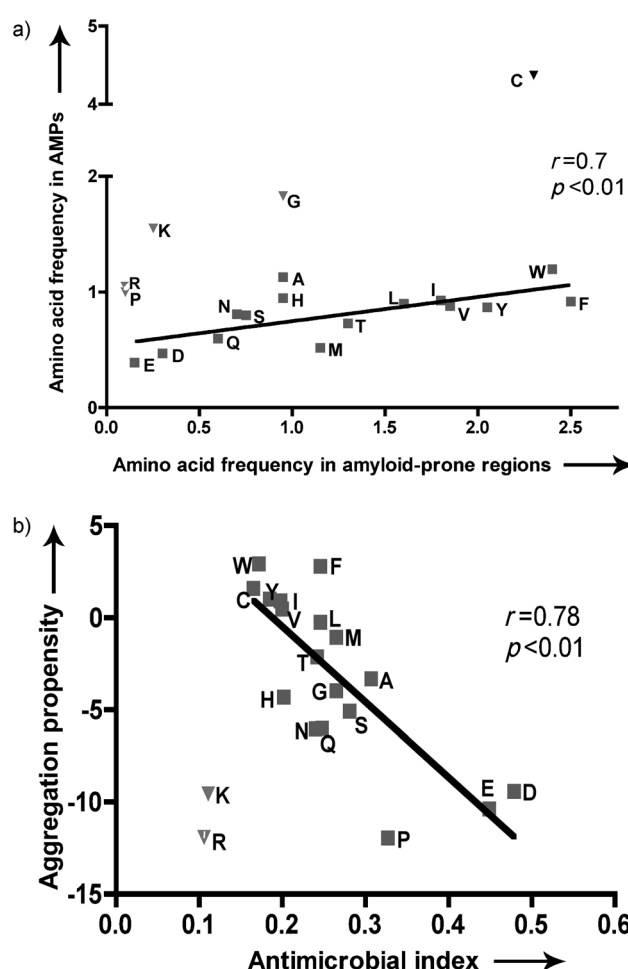 a)
Amino acid frequency in AMPs
5
4
2
1
0
C
r=0.7
p<0.01
G
K
R
P
A
H
N
S
Q
E
D
M
T
L
I
V
Y
W
F
0.0 0.5 1.0 1.5 2.0 2.5
Amino acid frequency in amyloid-prone regions
b)
Aggregation propensity
5
0
-5
-10
-15
W
F
C
Y
I
V
L
M
T
A
G
H
S
N
Q
r=0.78
p<0.01
K
R
E
D
P
0.0 0.1 0.2 0.3 0.4 0.5 0.6
Antimicrobial index